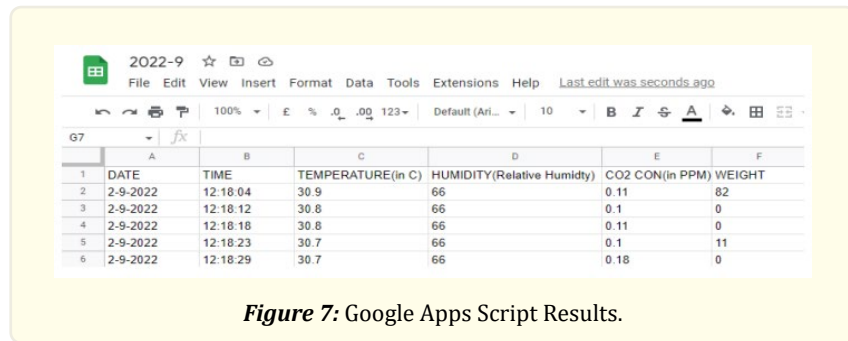 2022-9
File Edit View Insert Format Data Tools Extensions Help Last edit was seconds ago
100% £ % .0 .00 123 Default (Ari... 10 B I S A
G7 fx
A B C D E F
1 DATE TIME TEMPERATURE(in C) HUMIDITY(Relative Humidty) CO2 CON(in PPM) WEIGHT
2 2-9-2022 12:18:04 30.9 66 0.11 82
3 2-9-2022 12:18:12 30.8 66 0.1 0
4 2-9-2022 12:18:18 30.8 66 0.11 0
5 2-9-2022 12:18:23 30.7 66 0.1 11
6 2-9-2022 12:18:29 30.7 66 0.18 0
Figure 7: Google Apps Script Results.